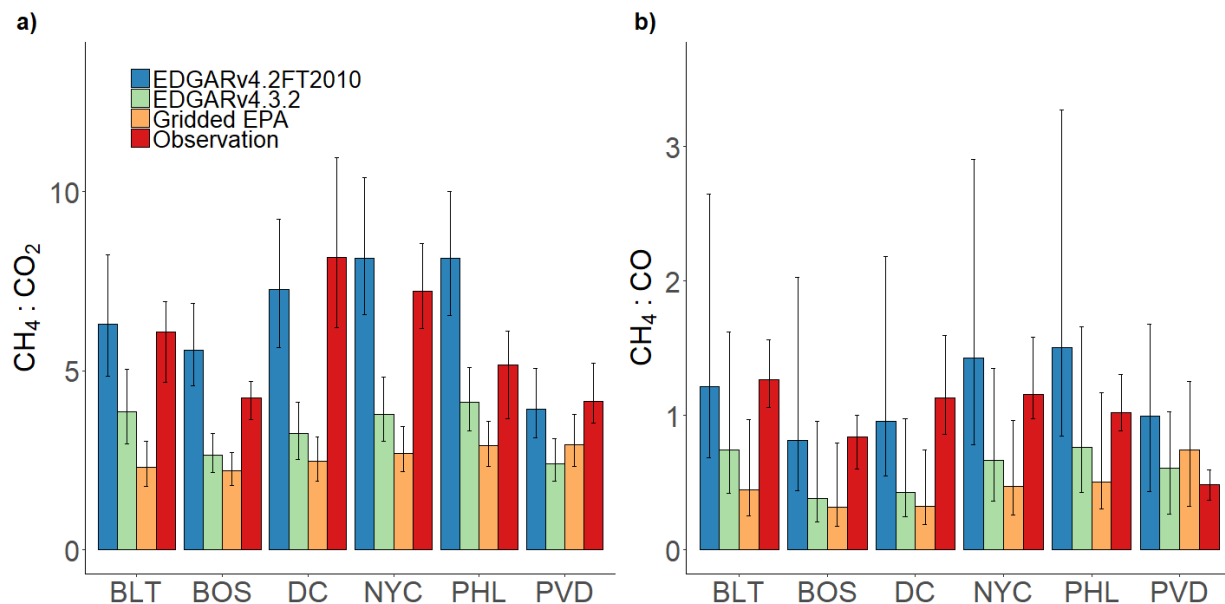 a)
EDGARv4.2FT2010
EDGARv4.3.2
Gridded EPA
Observation
10
5
0
CH₄ : CO₂
BLT BOS DC NYC PHL PVD
b)
3
2
1
0
CH₄ : CO
BLT BOS DC NYC PHL PVD